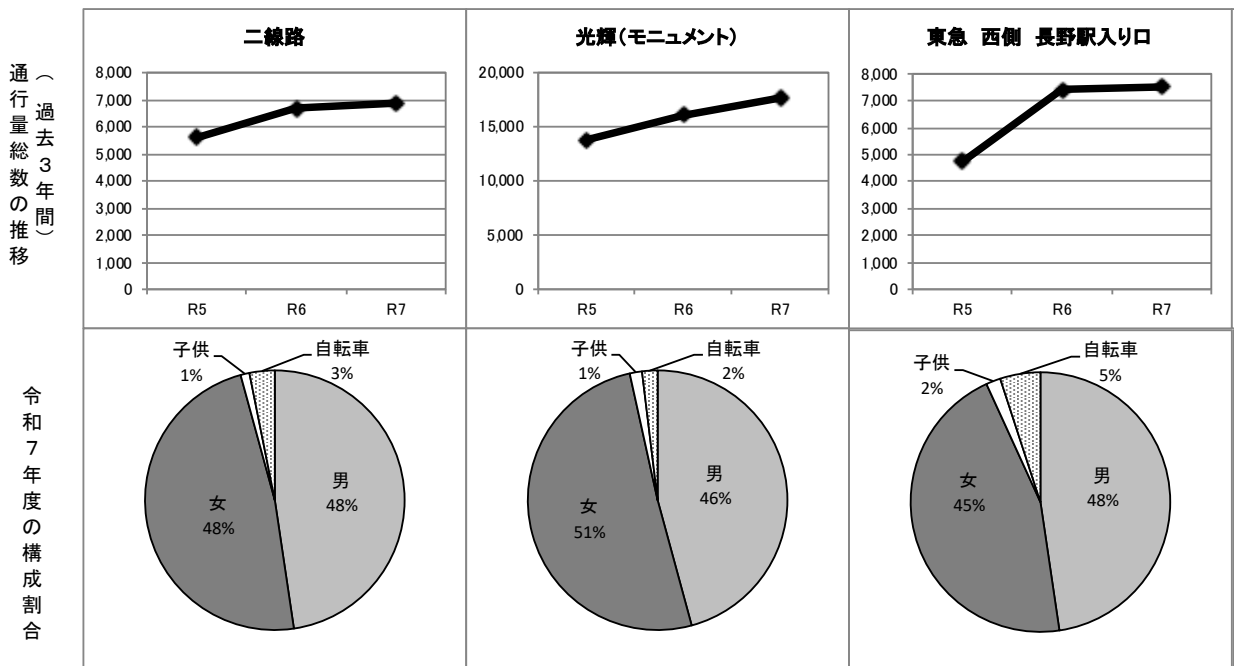 通行量総数の推移
（過去３年間）
二線路
8,000
7,000
6,000
5,000
4,000
3,000
2,000
1,000
0
R5
R6
R7
光輝（モニュメント）
20,000
15,000
10,000
5,000
0
R5
R6
R7
東急　西側　長野駅入り口
8,000
7,000
6,000
5,000
4,000
3,000
2,000
1,000
0
R5
R6
R7
令和７年度の構成割合
子供
1%
自転車
3%
男
48%
女
48%
子供
1%
自転車
2%
男
46%
女
51%
子供
2%
自転車
5%
男
48%
女
45%